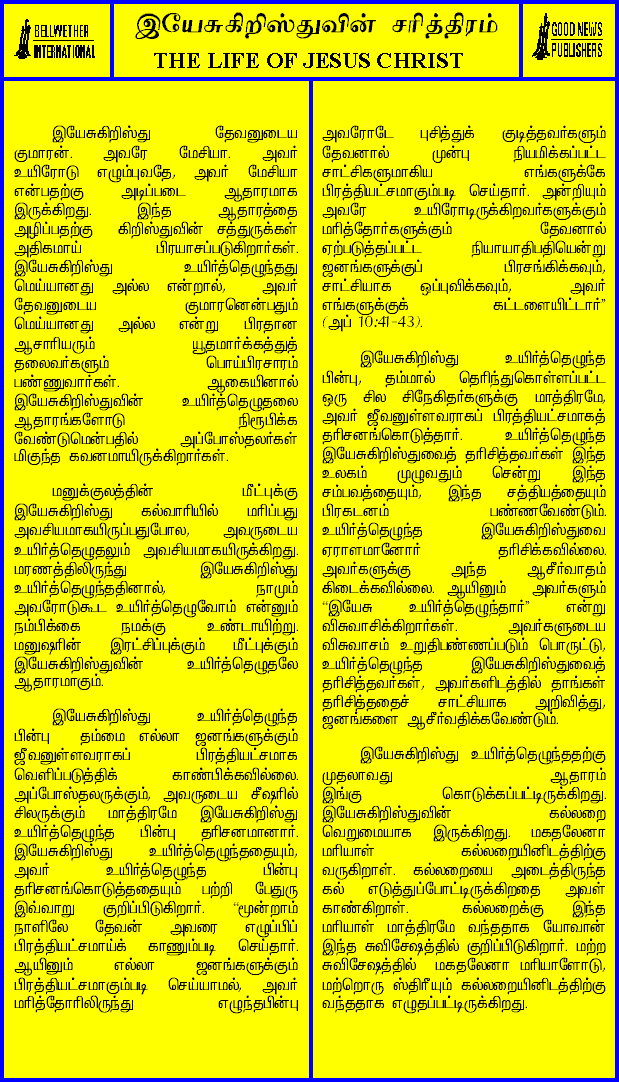 BELLWETHER
INTERNATIONAL
இயேசுகிறிஸ்துவின் சரித்திரம்
THE LIFE OF JESUS CHRIST
GOOD NEWS
PUBLISHERS
இயேசுகிறிஸ்து தேவனுடைய
குமாரன். அவரே மேசியா. அவர்
உயிரோடு எழும்புவதே, அவர் மேசியா
என்பதற்கு அடிப்படை ஆதாரமாக
இருக்கிறது. இந்த ஆதாரத்தை
அழிப்பதற்கு கிறிஸ்துவின் சத்துருக்கள்
அதிகமாய் பிரயாசப்படுகிறார்கள்.
இயேசுகிறிஸ்து உயிர்த்தெழுந்தது
மெய்யானது அல்ல என்றால், அவர்
தேவனுடைய குமாரனென்பதும்
மெய்யானது அல்ல என்று பிரதான
ஆசாரியரும் யூதமார்க்கத்துத்
தலைவர்களும் பொய்பிரசாரம்
பண்ணுவார்கள். ஆகையினால்
இயேசுகிறிஸ்துவின் உயிர்த்தெழுதலை
ஆதாரங்களோடு நிரூபிக்க
வேண்டுமென்பதில் அப்போஸ்தலர்கள்
மிகுந்த கவனமாயிருக்கிறார்கள்.
மனுக்குலத்தின் மீட்புக்கு
இயேசுகிறிஸ்து கல்வாரியில் மரிப்பது
அவசியமாகயிருப்பதுபோல, அவருடைய
உயிர்த்தெழுதலும் அவசியமாகயிருக்கிறது.
மரணத்திலிருந்து இயேசுகிறிஸ்து
உயிர்த்தெழுந்ததினால், நாமும்
அவரோடுகூட உயிர்த்தெழுவோம் என்னும்
நம்பிக்கை நமக்கு உண்டாயிற்று.
மனுஷரின் இரட்சிப்புக்கும் மீட்புக்கும்
இயேசுகிறிஸ்துவின் உயிர்த்தெழுதலே
ஆதாரமாகும்.
இயேசுகிறிஸ்து உயிர்த்தெழுந்த
பின்பு தம்மை எல்லா ஜனங்களுக்கும்
ஜீவனுள்ளவராகப் பிரத்தியட்சமாக
வெளிப்படுத்திக் காண்பிக்கவில்லை.
அப்போஸ்தலருக்கும், அவருடைய சீஷரில்
சிலருக்கும் மாத்திரமே இயேசுகிறிஸ்து
உயிர்த்தெழுந்த பின்பு தரிசனமானார்.
இயேசுகிறிஸ்து உயிர்த்தெழுந்ததையும்,
அவர் உயிர்த்தெழுந்த பின்பு
தரிசனங்கொடுத்ததையும் பற்றி பேதுரு
இவ்வாறு குறிப்பிடுகிறார். “மூன்றாம்
நாளிலே தேவன் அவரை எழுப்பிப்
பிரத்தியட்சமாய்க் காணும்படி செய்தார்.
ஆயினும் எல்லா ஜனங்களுக்கும்
பிரத்தியட்சமாகும்படி செய்யாமல், அவர்
மரித்தோரிலிருந்து எழுந்தபின்பு
அவரோடே புசித்துக் குடித்தவர்களும்
தேவனால் முன்பு நியமிக்கப்பட்ட
சாட்சிகளுமாகிய எங்களுக்கே
பிரத்தியட்சமாகும்படி செய்தார். அன்றியும்
அவரே உயிரோடிருக்கிறவர்களுக்கும்
மரித்தோர்களுக்கும் தேவனால்
ஏற்படுத்தப்பட்ட நியாயாதிபதியென்று
ஜனங்களுக்குப் பிரசங்கிக்கவும்,
சாட்சியாக ஒப்புவிக்கவும், அவர்
எங்களுக்குக் கட்டளையிட்டார்”
(அப் 10:41-43).
இயேசுகிறிஸ்து உயிர்த்தெழுந்த
பின்பு, தம்மால் தெரிந்துகொள்ளப்பட்ட
ஒரு சில சிநேகிதர்களுக்கு மாத்திரமே,
அவர் ஜீவனுள்ளவராகப் பிரத்தியட்சமாகத்
தரிசனங்கொடுத்தார். உயிர்த்தெழுந்த
இயேசுகிறிஸ்துவைத் தரிசித்தவர்கள் இந்த
உலகம் முழுவதும் சென்று இந்த
சம்பவத்தையும், இந்த சத்தியத்தையும்
பிரகடனம் பண்ணவேண்டும்.
உயிர்த்தெழுந்த இயேசுகிறிஸ்துவை
ஏராளமானோர் தரிசிக்கவில்லை.
அவர்களுக்கு அந்த ஆசீர்வாதம்
கிடைக்கவில்லை. ஆயினும் அவர்களும்
“இயேசு உயிர்த்தெழுந்தார்” என்று
விசுவாசிக்கிறார்கள். அவர்களுடைய
விசுவாசம் உறுதிபண்ணப்படும் பொருட்டு,
உயிர்த்தெழுந்த இயேசுகிறிஸ்துவைத்
தரிசித்தவர்கள், அவர்களிடத்தில் தாங்கள்
தரிசித்ததைச் சாட்சியாக அறிவித்து,
ஜனங்களை ஆசீர்வதிக்கவேண்டும்.
இயேசுகிறிஸ்து உயிர்த்தெழுந்ததற்கு
முதலாவது ஆதாரம்
இங்கு கொடுக்கப்பட்டிருக்கிறது.
இயேசுகிறிஸ்துவின் கல்லறை
வெறுமையாக இருக்கிறது. மகதலேனா
மரியாள் கல்லறையினிடத்திற்கு
வருகிறாள். கல்லறையை அடைத்திருந்த
கல் எடுத்துப்போட்டிருக்கிறதை அவள்
காண்கிறாள். கல்லறைக்கு இந்த
மரியாள் மாத்திரமே வந்ததாக யோவான்
இந்த சுவிசேஷத்தில் குறிப்பிடுகிறார். மற்ற
சுவிசேஷத்தில் மகதலேனா மரியாளோடு,
மற்றொரு ஸ்திரீயும் கல்லறையினிடத்திற்கு
வந்ததாக எழுதப்பட்டிருக்கிறது.